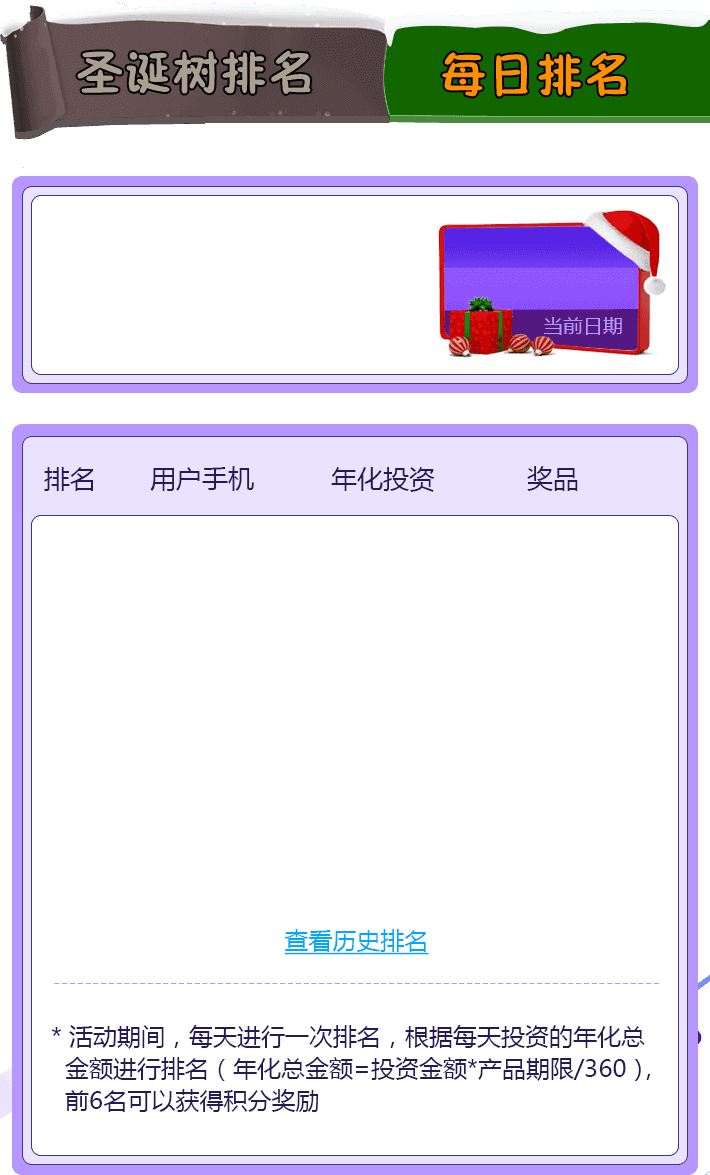 圣诞树排名 每日排名
当前日期
排名 用户手机 年化投资 奖品
查看历史排名
* 活动期间，每天进行一次排名，根据每天投资的年化总
金额进行排名（年化总金额=投资金额*产品期限/360），
前6名可以获得积分奖励